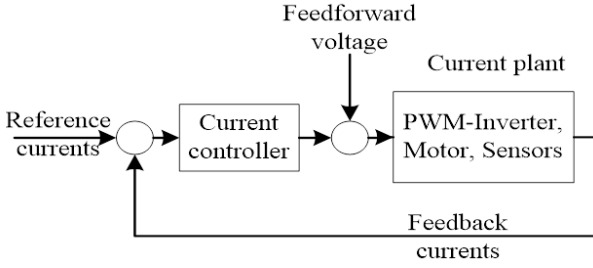 Feedforward
voltage
Current plant
Reference
currents
Current
controller
PWM-Inverter,
Motor, Sensors
Feedback
currents